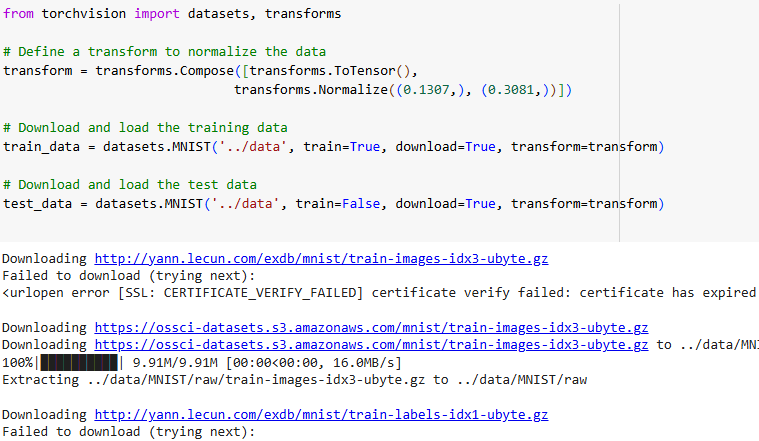 from torchvision import datasets, transforms
# Define a transform to normalize the data
transform = transforms.Compose([transforms.ToTensor(),
transforms.Normalize((0.1307,), (0.3081,))])
# Download and load the training data
train_data = datasets.MNIST('../data', train=True, download=True, transform=transform)
# Download and load the test data
test_data = datasets.MNIST('../data', train=False, download=True, transform=transform)
Downloading http://yann.lecun.com/exdb/mnist/train-images-idx3-ubyte.gz
Failed to download (trying next):
<urlopen error [SSL: CERTIFICATE_VERIFY_FAILED] certificate verify failed: certificate has expired
Downloading https://ossci-datasets.s3.amazonaws.com/mnist/train-images-idx3-ubyte.gz
Downloading https://ossci-datasets.s3.amazonaws.com/mnist/train-images-idx3-ubyte.gz to ../data/MNI
100%|██████████| 9.91M/9.91M [00:00<00:00, 16.0MB/s]
Extracting ../data/MNIST/raw/train-images-idx3-ubyte.gz to ../data/MNIST/raw
Downloading http://yann.lecun.com/exdb/mnist/train-labels-idx1-ubyte.gz
Failed to download (trying next):